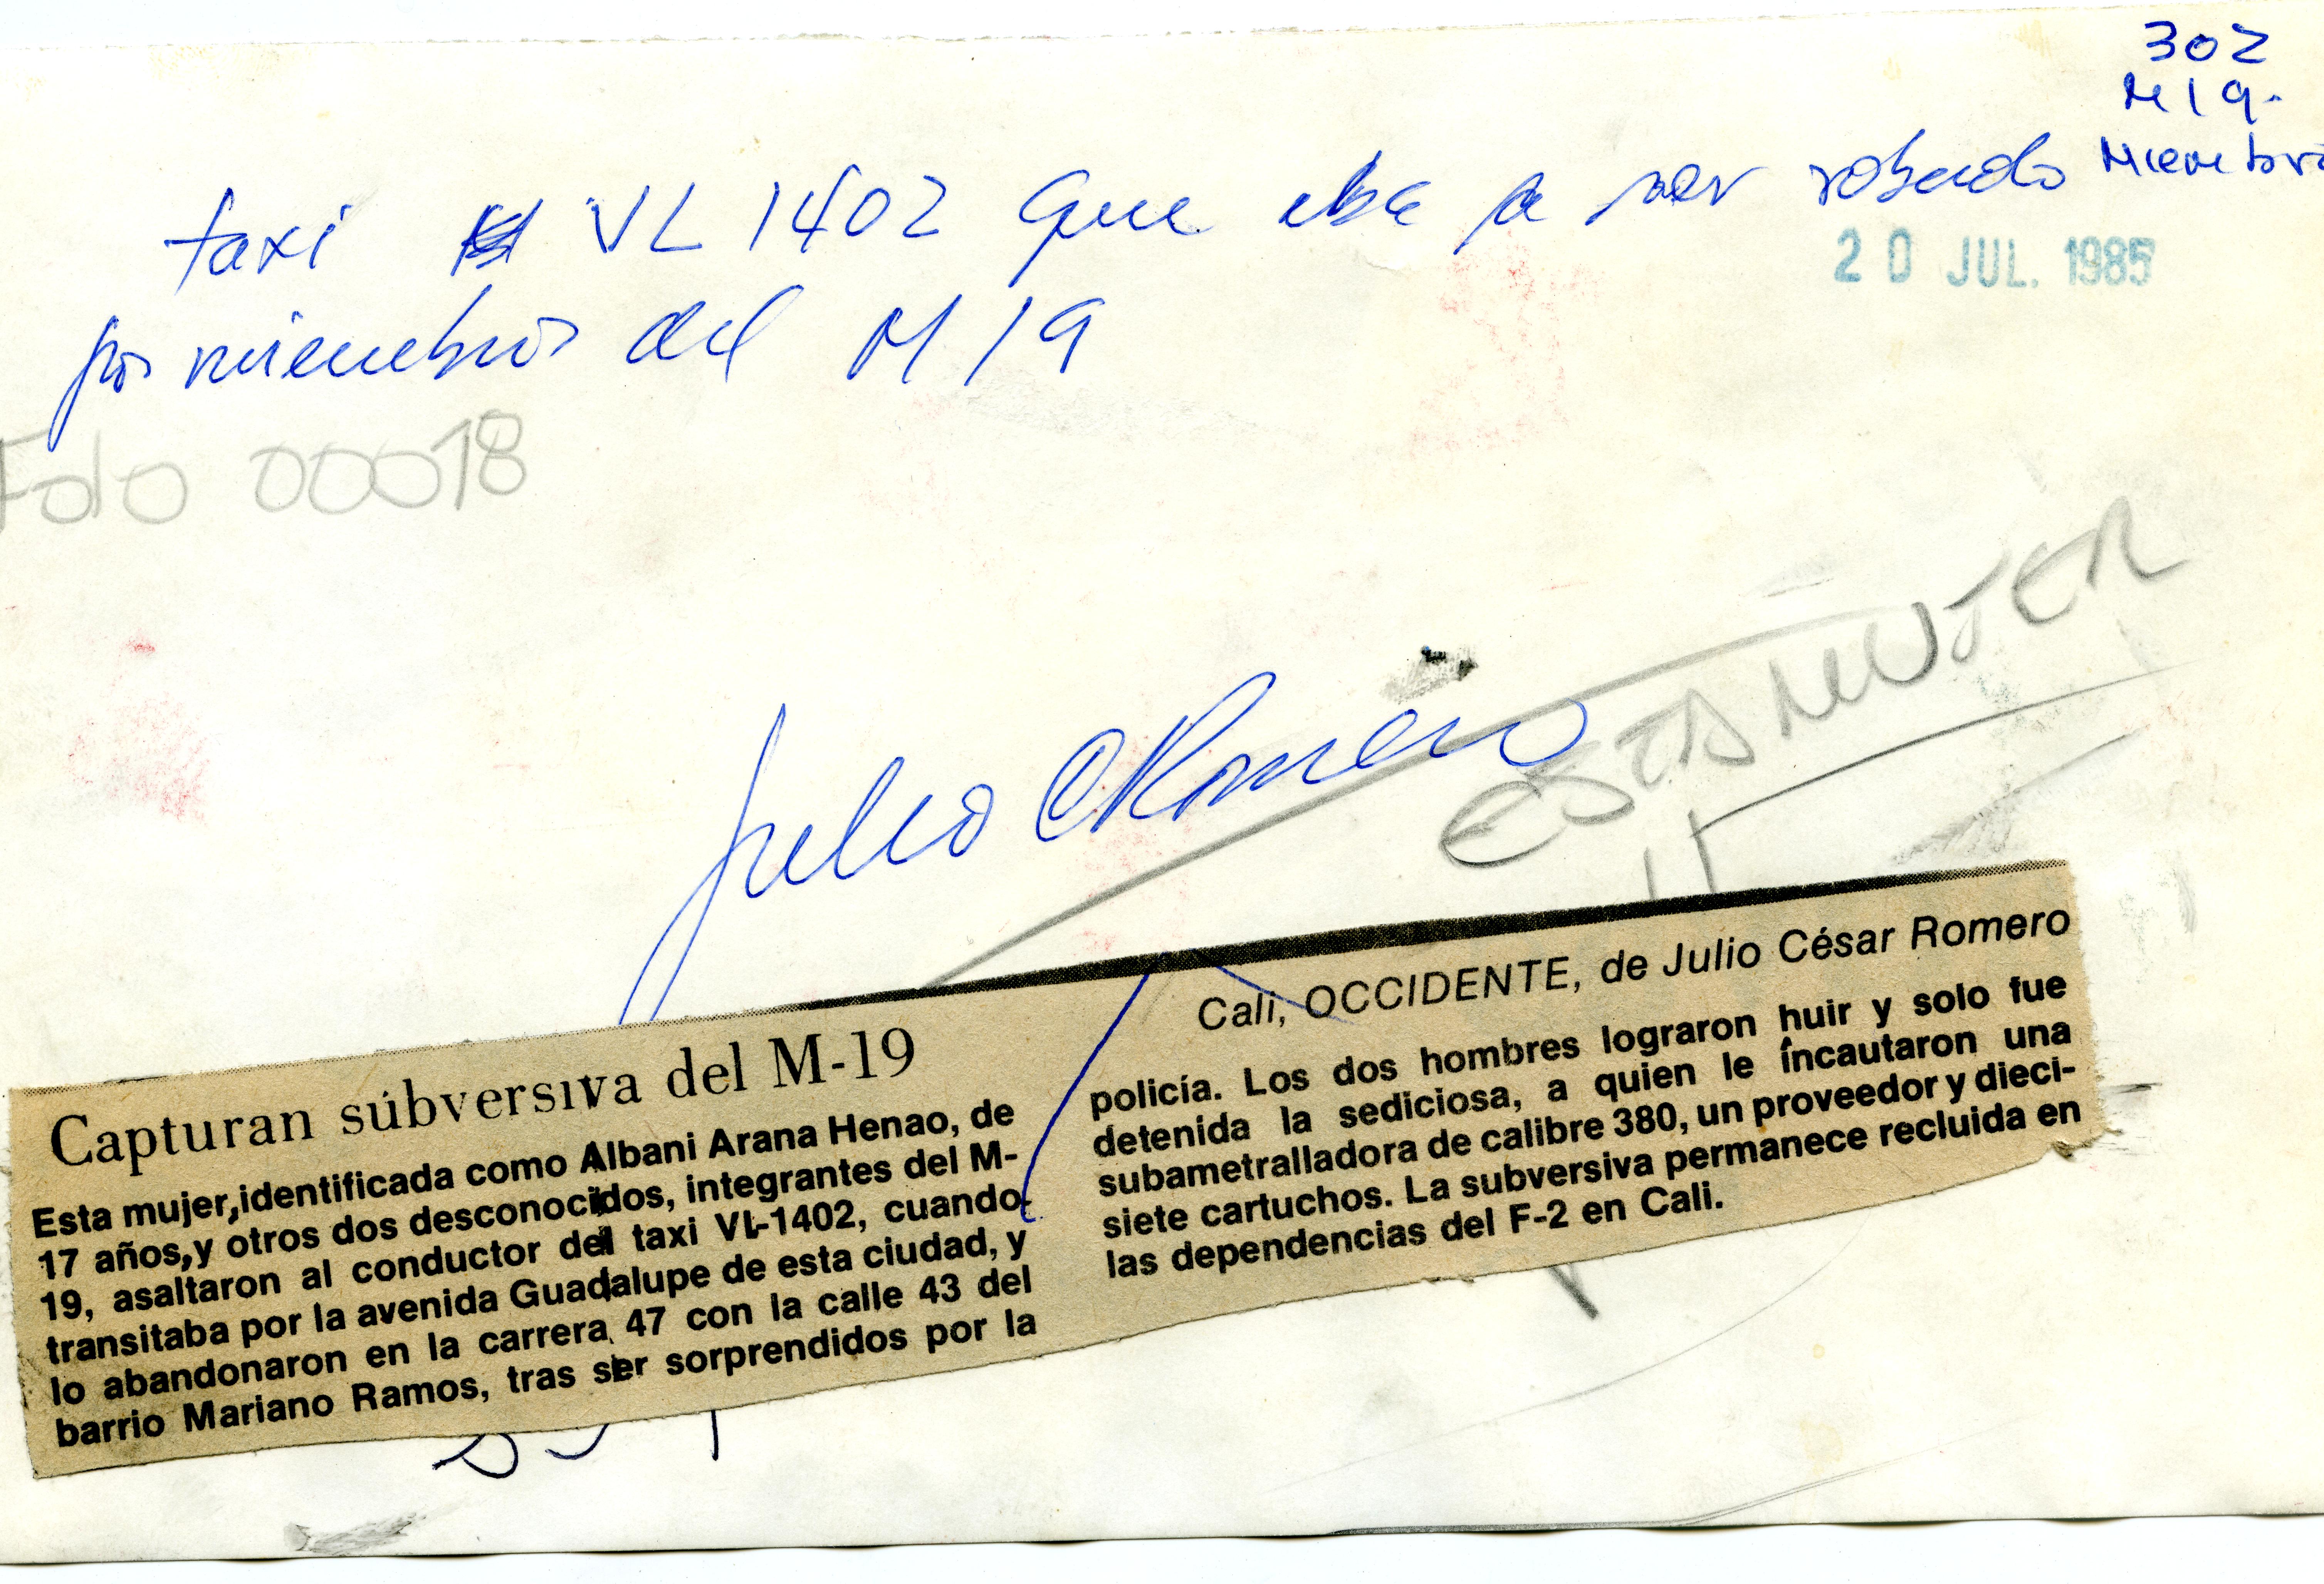 302
M19.
Miembro
taxi VL 1402 que iba a ser robado
20 JUL. 1985
por miembros del M19
Fdo 00018
ESTA MUJER
Julio C Romero
Cali, OCCIDENTE, de Julio César Romero
Capturan subversiva del M-19
Esta mujer, identificada como Albani Arana Henao, de
17 años, y otros dos desconocidos, integrantes del M-
19, asaltaron al conductor del taxi VL-1402, cuando
transitaba por la avenida Guadalupe de esta ciudad, y
lo abandonaron en la carrera 47 con la calle 43 del
barrio Mariano Ramos, tras ser sorprendidos por la
policía. Los dos hombres lograron huir y solo fue
detenida la sediciosa, a quien le incautaron una
subametralladora de calibre 380, un proveedor y dieci-
siete cartuchos. La subversiva permanece recluida en
las dependencias del F-2 en Cali.